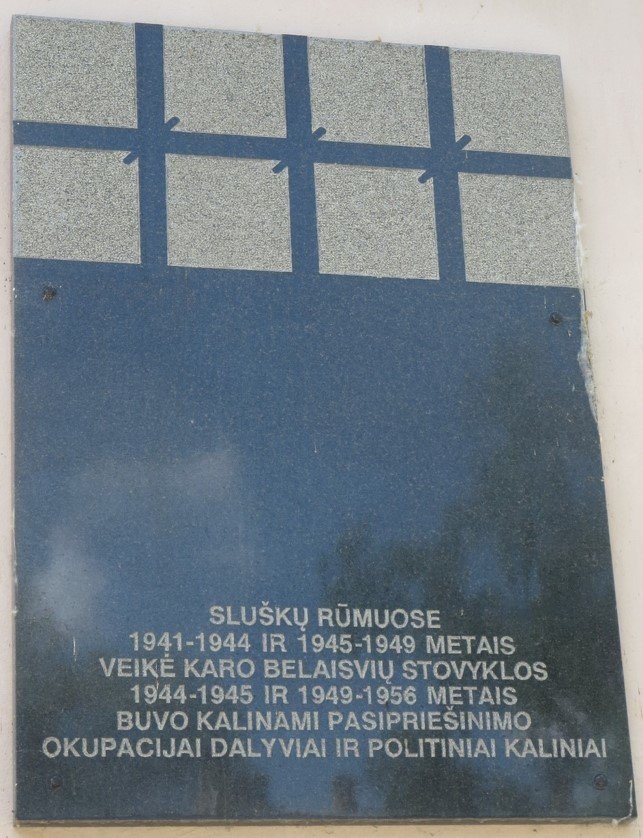 SLUŠKŲ RŪMUOSE
1941-1944 IR 1945-1949 METAIS
VEIKĖ KARO BELAISVIŲ STOVYKLOS
1944-1945 IR 1949-1956 METAIS
BUVO KALINAMI PASIPRIEŠINIMO
OKUPACIJAI DALYVIAI IR POLITINIAI KALINIAI